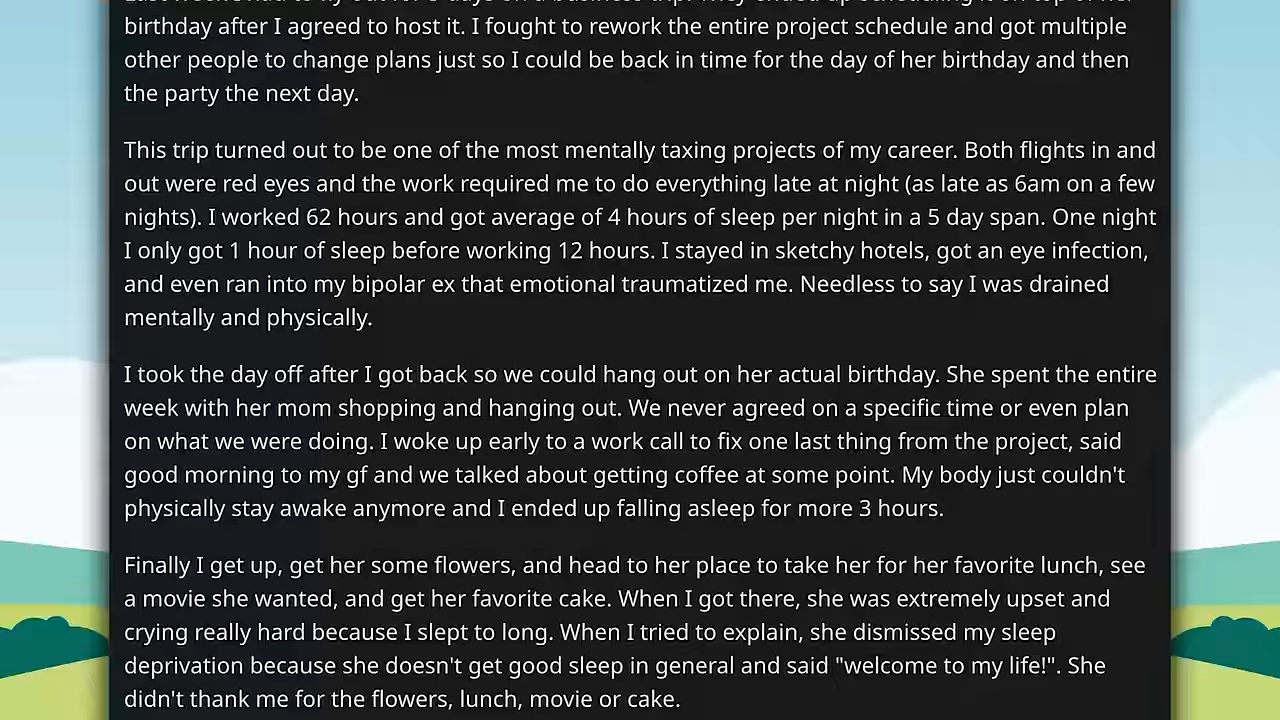 birthday after I agreed to host it. I fought to rework the entire project schedule and got multiple
other people to change plans just so I could be back in time for the day of her birthday and then
the party the next day.
This trip turned out to be one of the most mentally taxing projects of my career. Both flights in and
out were red eyes and the work required me to do everything late at night (as late as 6am on a few
nights). I worked 62 hours and got average of 4 hours of sleep per night in a 5 day span. One night
I only got 1 hour of sleep before working 12 hours. I stayed in sketchy hotels, got an eye infection,
and even ran into my bipolar ex that emotional traumatized me. Needless to say I was drained
mentally and physically.
I took the day off after I got back so we could hang out on her actual birthday. She spent the entire
week with her mom shopping and hanging out. We never agreed on a specific time or even plan
on what we were doing. I woke up early to a work call to fix one last thing from the project, said
good morning to my gf and we talked about getting coffee at some point. My body just couldn't
physically stay awake anymore and I ended up falling asleep for more 3 hours.
Finally I get up, get her some flowers, and head to her place to take her for her favorite lunch, see
a movie she wanted, and get her favorite cake. When I got there, she was extremely upset and
crying really hard because I slept to long. When I tried to explain, she dismissed my sleep
deprivation because she doesn't get good sleep in general and said "welcome to my life!". She
didn't thank me for the flowers, lunch, movie or cake.